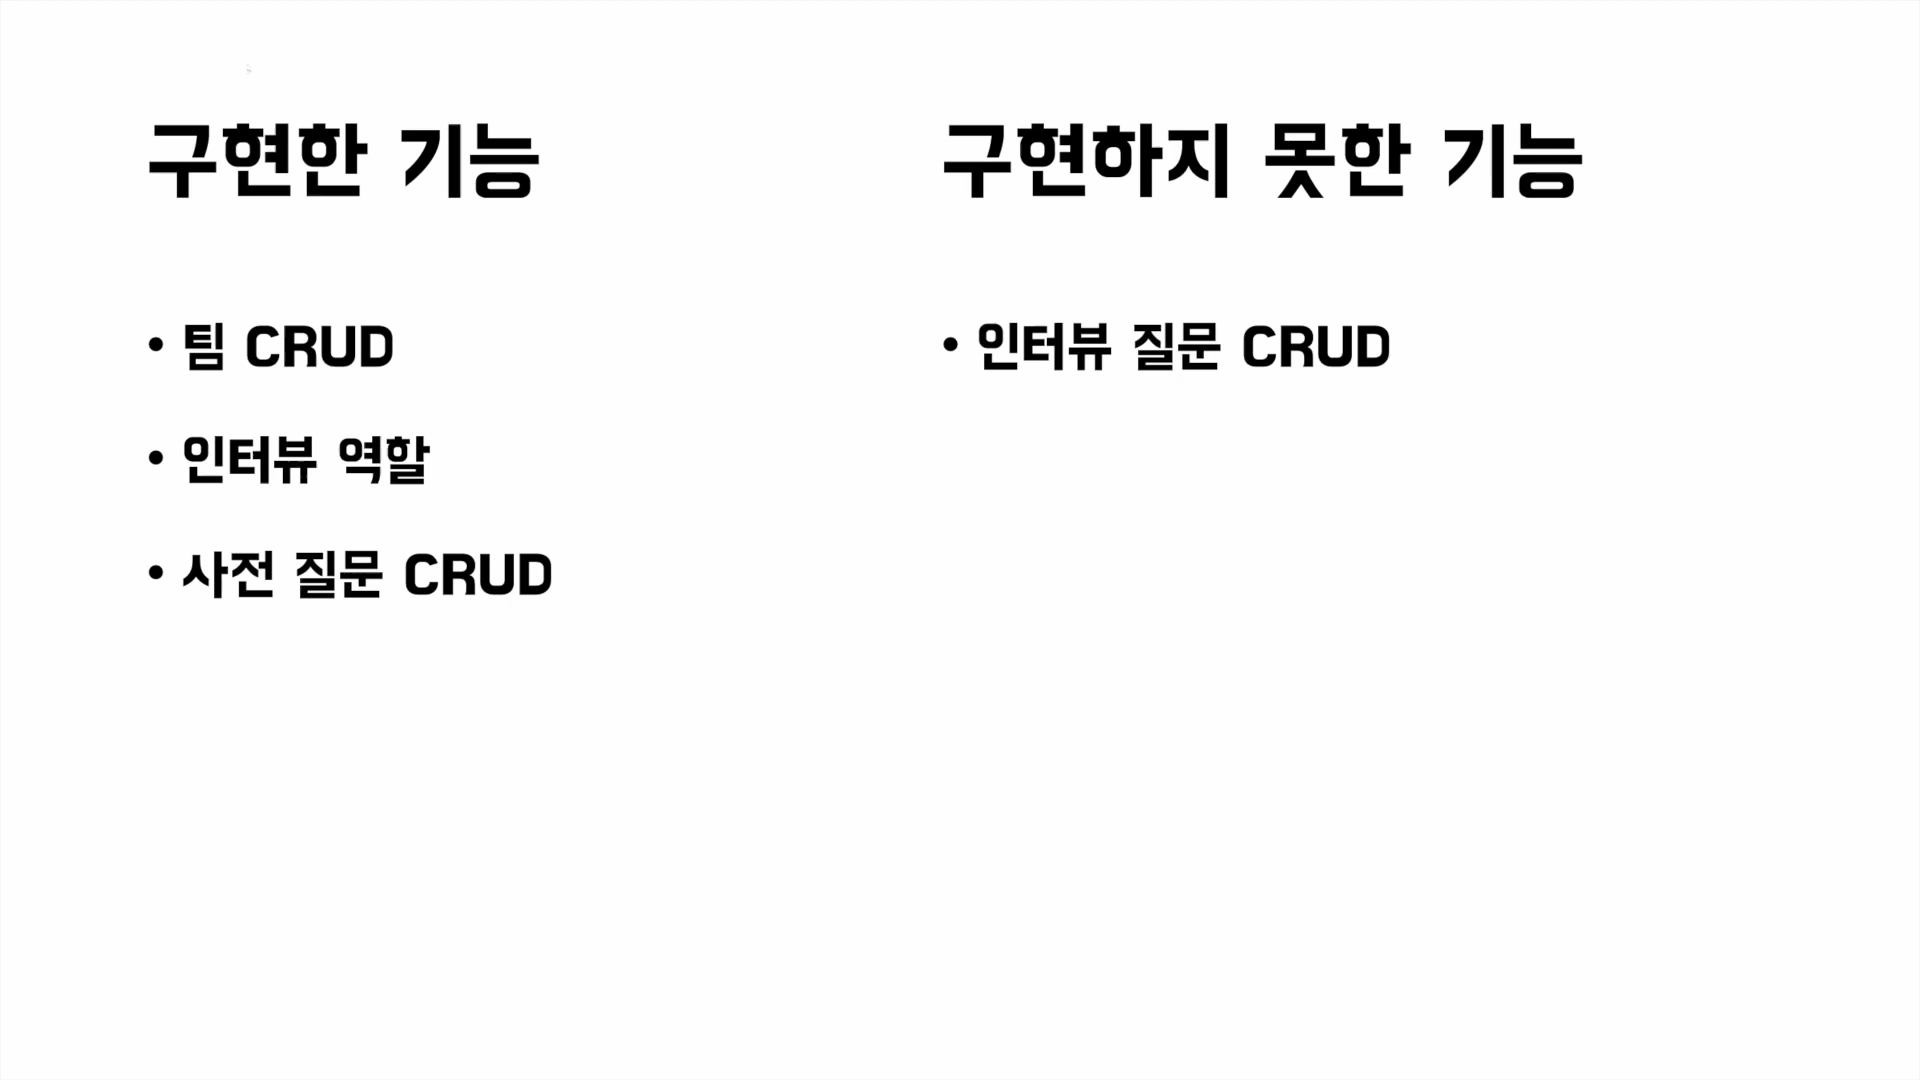 구현한 기능
• 팀 CRUD
• 인터뷰 역할
• 사전 질문 CRUD
구현하지 못한 기능
• 인터뷰 질문 CRUD